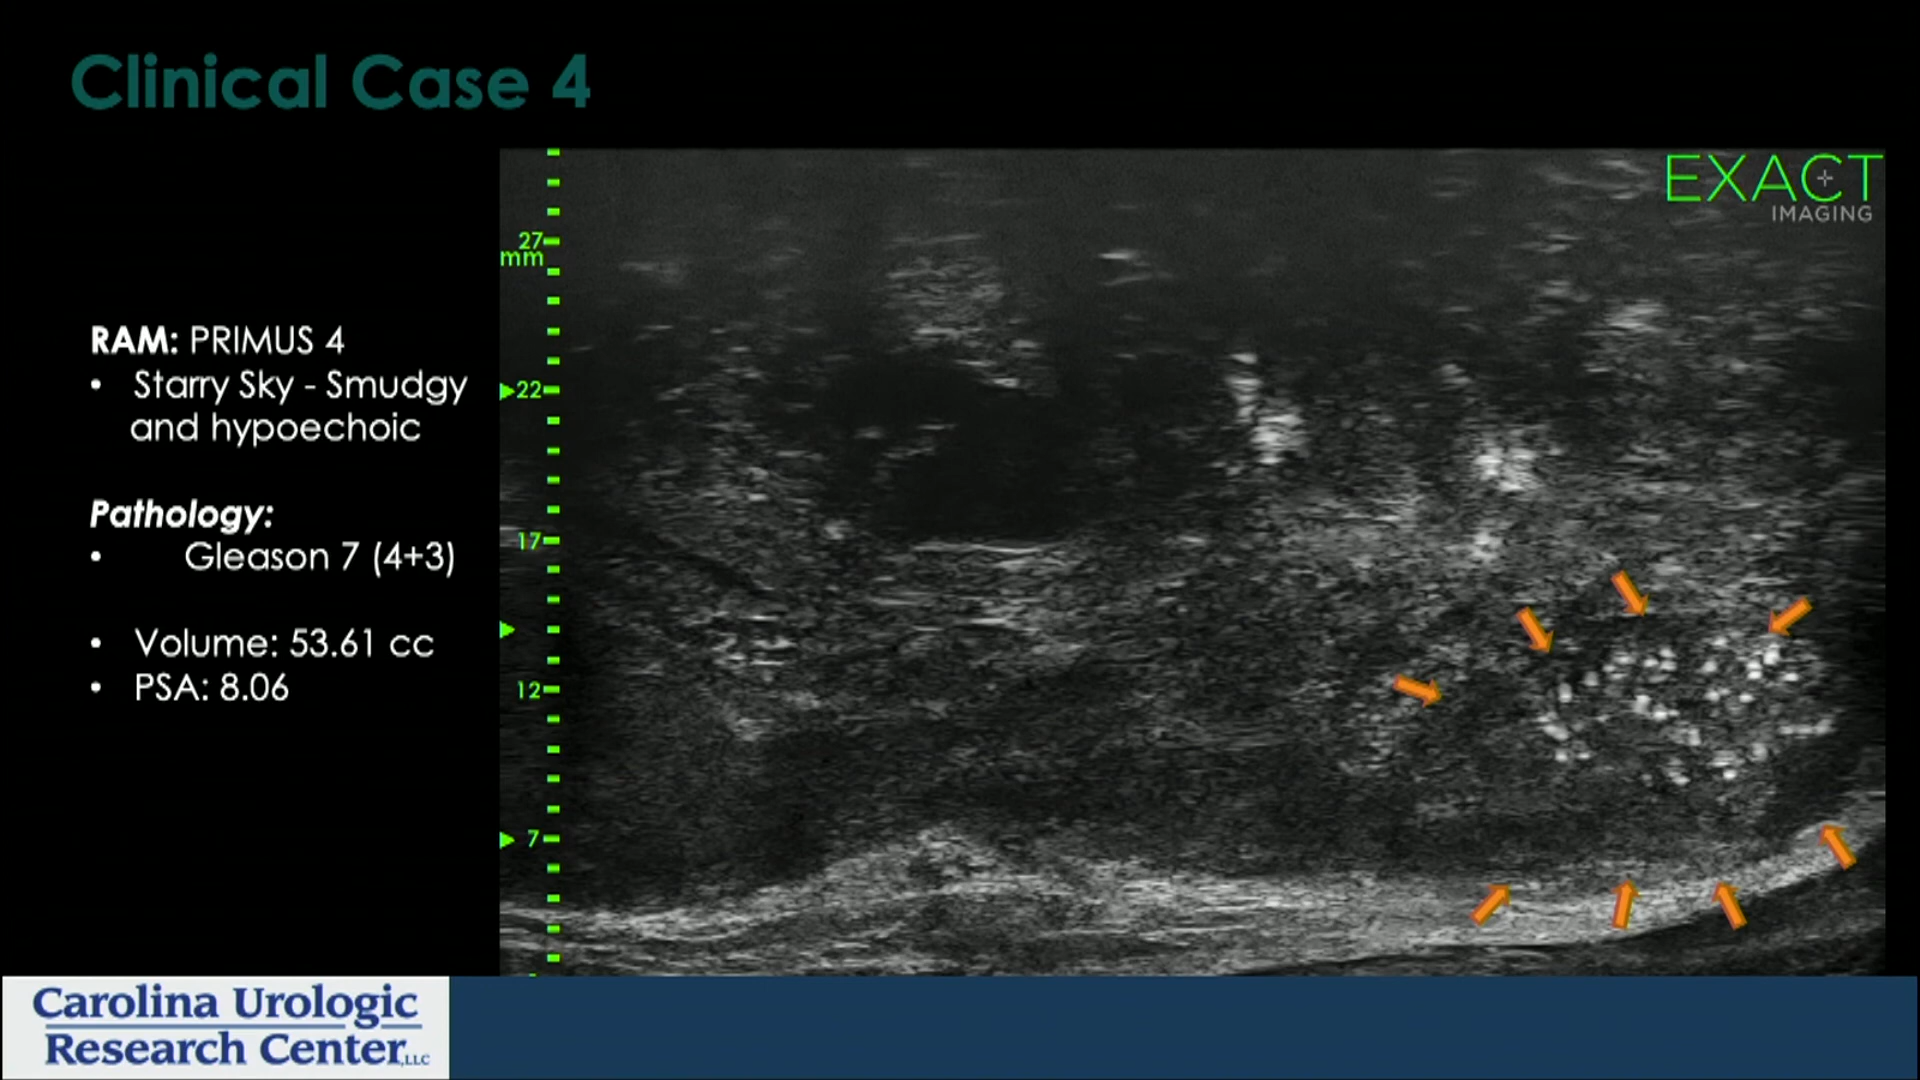 Clinical Case 4
EXACT
IMAGING
27
mm
22
17
12
7
RAM: PRIMUS 4
• Starry Sky - Smudgy
and hypoechoic
Pathology:
• Gleason 7 (4+3)
• Volume: 53.61 cc
• PSA: 8.06
Carolina Urologic
Research Center, LLC